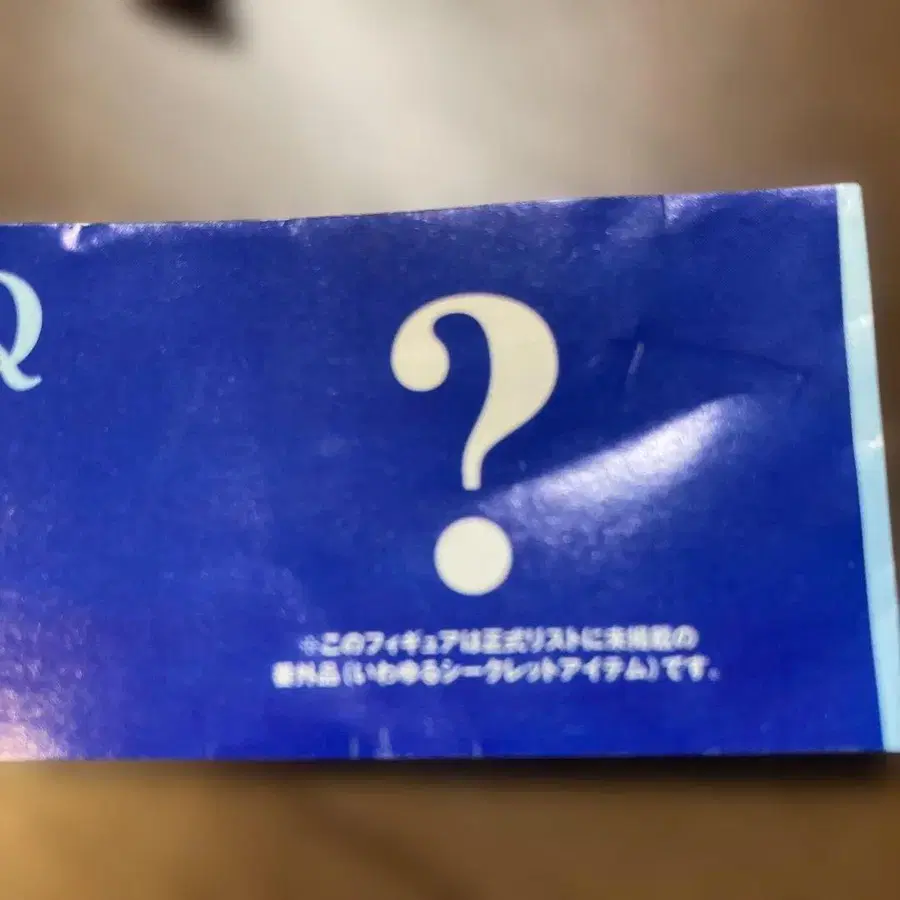 Q
?
※このフィギュアは正式リストに未掲載の
番外品(いわゆるシークレットアイテム)です。